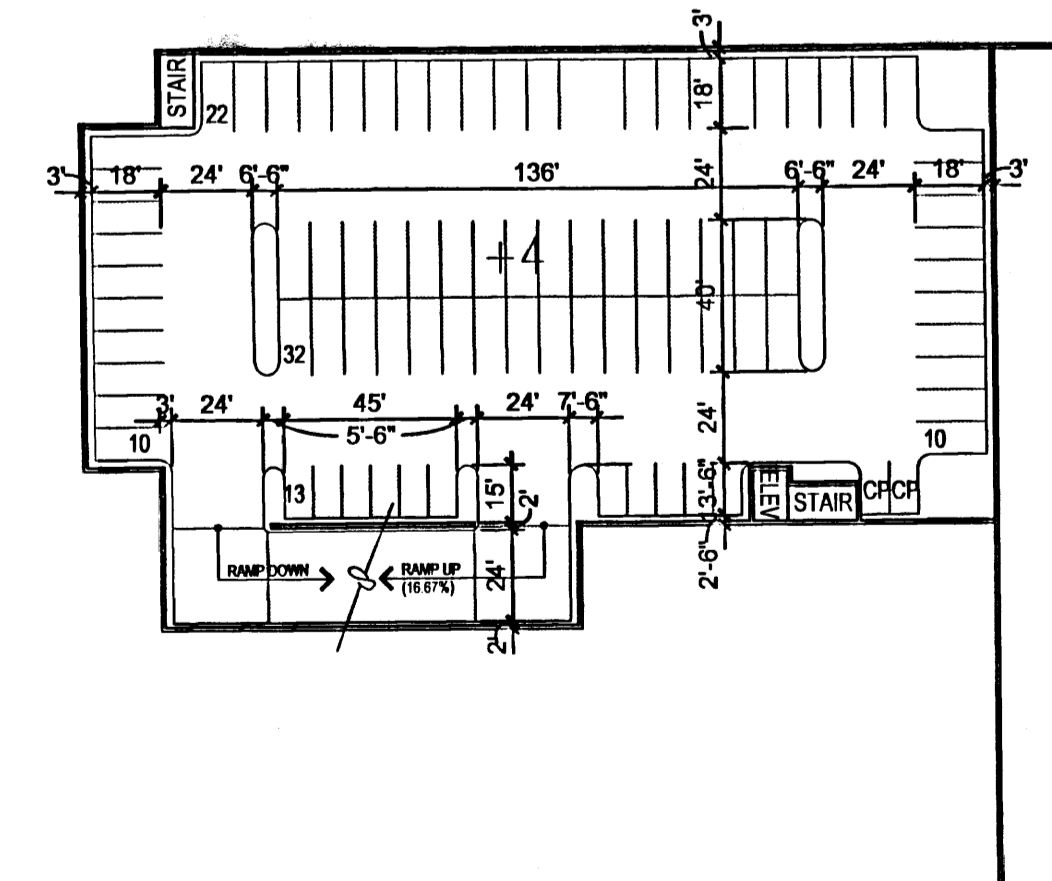 3'
STAIR
22
18'
3' 18' 24' 6'-6" 136' 24' 6'-6" 24' 18' 3'
+4
40'
32
3' 24' 45' 24' 7'-6" 24'
5'-6"
10
10
13
15'
2'
13'-6"
ELEV
STAIR
CP CP
RAMP DOWN
RAMP UP
(16.67%)
24'
2'-6"
2'